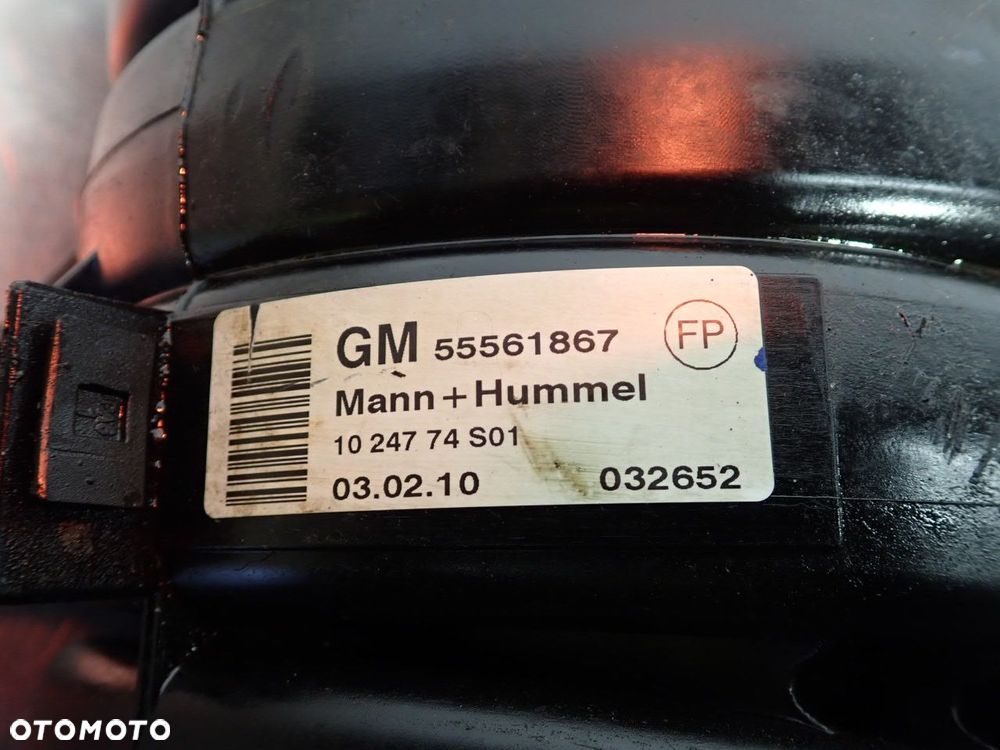 GM 55561867 FP
Mann+Hummel
10 247 74 S01
03.02.10 032652
OTOMOTO